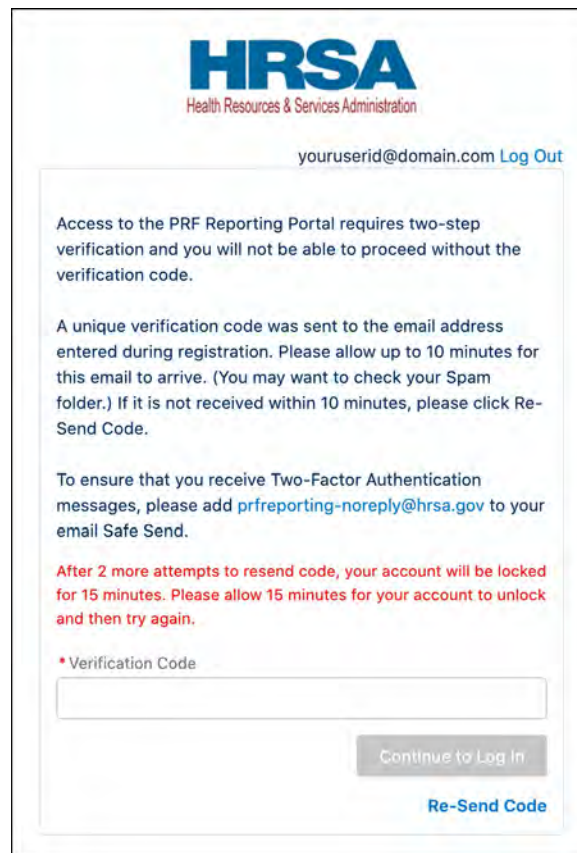 HRSA
Health Resources & Services Administration
youruserid@domain.com Log Out
Access to the PRF Reporting Portal requires two-step
verification and you will not be able to proceed without the
verification code.
A unique verification code was sent to the email address
entered during registration. Please allow up to 10 minutes for
this email to arrive. (You may want to check your Spam
folder.) If it is not received within 10 minutes, please click Re-
Send Code.
To ensure that you receive Two-Factor Authentication
messages, please add prfreporting-noreply@hrsa.gov to your
email Safe Send.
After 2 more attempts to resend code, your account will be locked
for 15 minutes. Please allow 15 minutes for your account to unlock
and then try again.
* Verification Code
Continue to Log In
Re-Send Code